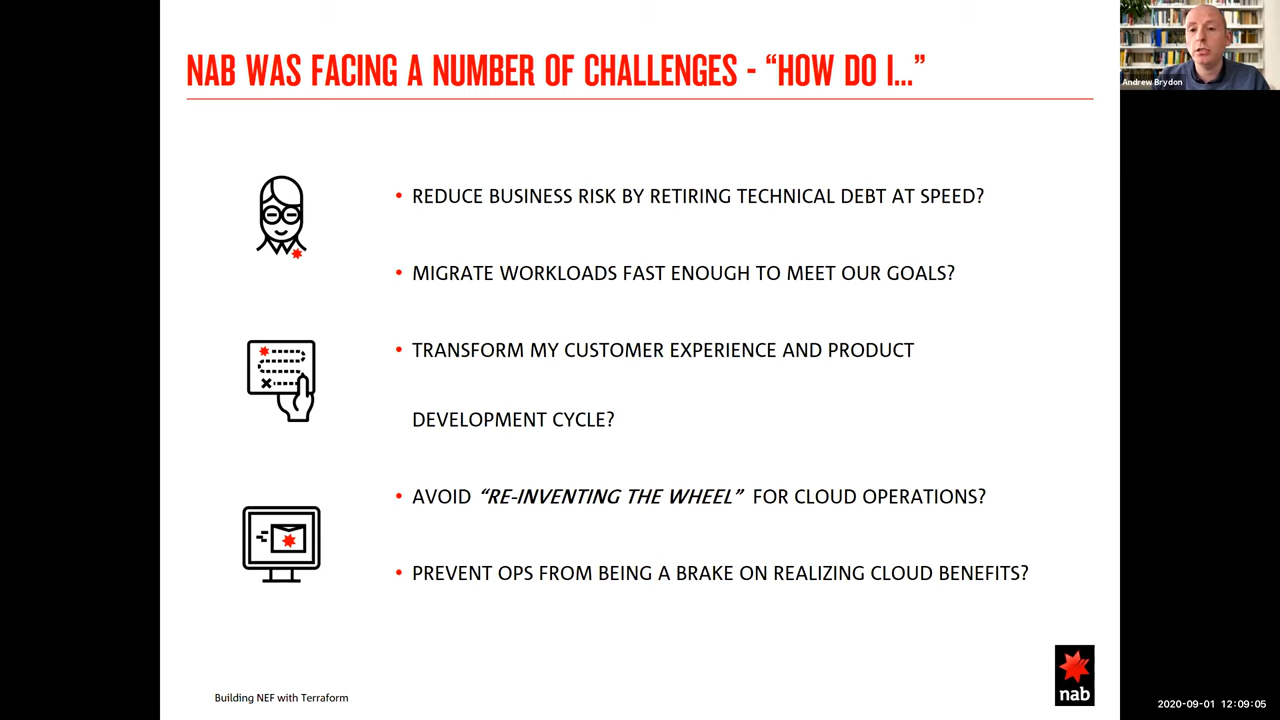 NAB WAS FACING A NUMBER OF CHALLENGES - “HOW DO I...”
Andrew Brydon
• REDUCE BUSINESS RISK BY RETIRING TECHNICAL DEBT AT SPEED?
• MIGRATE WORKLOADS FAST ENOUGH TO MEET OUR GOALS?
• TRANSFORM MY CUSTOMER EXPERIENCE AND PRODUCT
DEVELOPMENT CYCLE?
• AVOID “RE-INVENTING THE WHEEL” FOR CLOUD OPERATIONS?
• PREVENT OPS FROM BEING A BRAKE ON REALIZING CLOUD BENEFITS?
nab
Building NEF with Terraform
2020-09-01 12:09:05